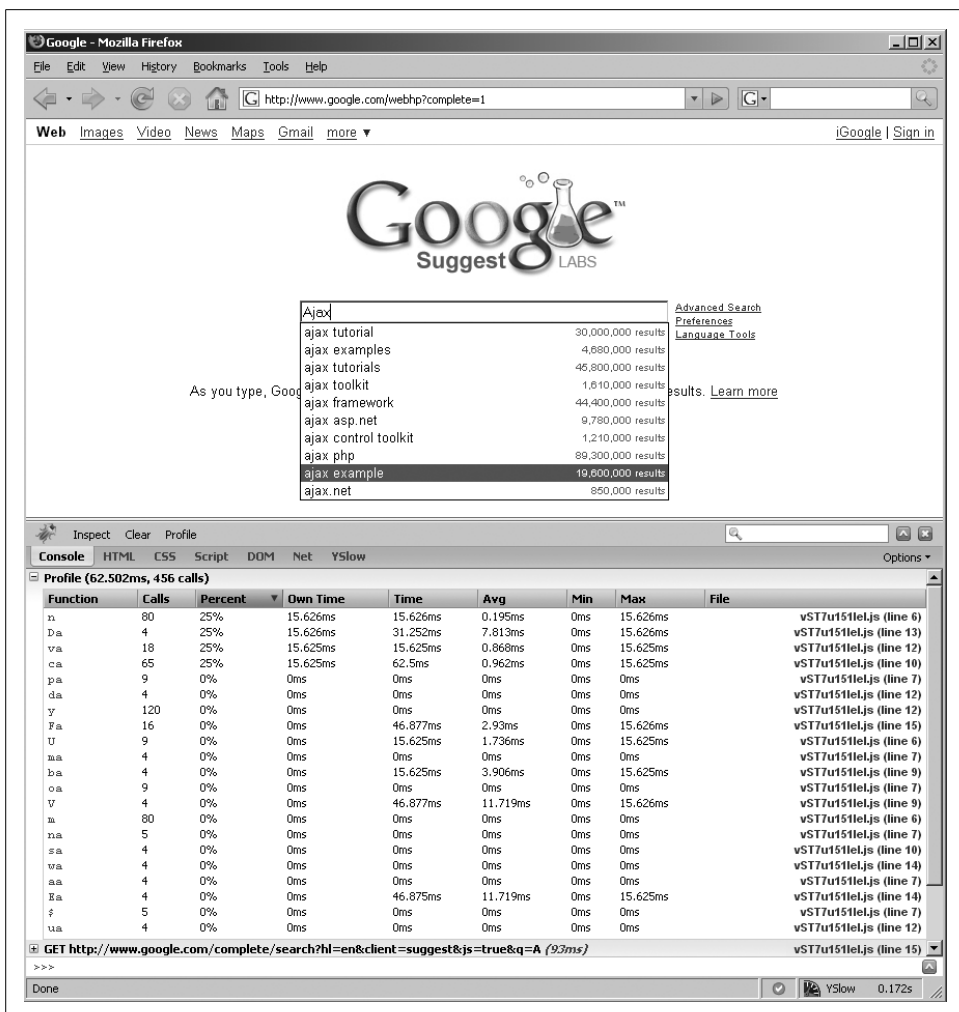 Google - Mozilla Firefox
File Edit View History Bookmarks Tools Help
G http://www.google.com/webhp?complete=1 G
Web Images Video News Maps Gmail more ▼ iGoogle | Sign in
Google™
Suggest LABS
Ajax Advanced Search
Preferences
Language Tools
ajax tutorial 30,000,000 results
ajax examples 4,680,000 results
ajax tutorials 45,800,000 results
ajax toolkit 1,610,000 results
As you type, Goog esults. Learn more
ajax framework 44,400,000 results
ajax asp.net 9,780,000 results
ajax control toolkit 1,210,000 results
ajax php 89,300,000 results
ajax example 19,600,000 results
ajax.net 850,000 results
Inspect Clear Profile
Console HTML CSS Script DOM Net YSlow Options
Profile (62.502ms, 456 calls)
Function Calls Percent Own Time Time Avg Min Max File
n 80 25% 15.626ms 15.626ms 0.195ms 0ms 15.626ms vST7u151lel.js (line 6)
Da 4 25% 15.626ms 31.252ms 7.813ms 0ms 15.626ms vST7u151lel.js (line 13)
va 18 25% 15.625ms 15.625ms 0.868ms 0ms 15.625ms vST7u151lel.js (line 12)
ca 65 25% 15.625ms 62.5ms 0.962ms 0ms 15.626ms vST7u151lel.js (line 10)
pa 9 0% 0ms 0ms 0ms 0ms 0ms vST7u151lel.js (line 7)
da 4 0% 0ms 0ms 0ms 0ms 0ms vST7u151lel.js (line 12)
y 120 0% 0ms 0ms 0ms 0ms 0ms vST7u151lel.js (line 12)
Fa 16 0% 0ms 46.877ms 2.93ms 0ms 15.626ms vST7u151lel.js (line 15)
U 9 0% 0ms 15.625ms 1.736ms 0ms 15.625ms vST7u151lel.js (line 6)
ma 4 0% 0ms 0ms 0ms 0ms 0ms vST7u151lel.js (line 7)
ba 4 0% 0ms 15.625ms 3.906ms 0ms 15.625ms vST7u151lel.js (line 9)
oa 9 0% 0ms 0ms 0ms 0ms 0ms vST7u151lel.js (line 7)
V 4 0% 0ms 46.877ms 11.719ms 0ms 15.626ms vST7u151lel.js (line 9)
m 80 0% 0ms 0ms 0ms 0ms 0ms vST7u151lel.js (line 6)
na 5 0% 0ms 0ms 0ms 0ms 0ms vST7u151lel.js (line 7)
sa 4 0% 0ms 0ms 0ms 0ms 0ms vST7u151lel.js (line 10)
wa 4 0% 0ms 0ms 0ms 0ms 0ms vST7u151lel.js (line 14)
aa 4 0% 0ms 0ms 0ms 0ms 0ms vST7u151lel.js (line 7)
Ea 4 0% 0ms 46.875ms 11.719ms 0ms 15.625ms vST7u151lel.js (line 14)
$ 5 0% 0ms 0ms 0ms 0ms 0ms vST7u151lel.js (line 7)
ua 4 0% 0ms 0ms 0ms 0ms 0ms vST7u151lel.js (line 12)
GET http://www.google.com/complete/search?hl=en&client=suggest&js=true&q=A (93ms) vST7u151lel.js (line 15)
>>>
Done YSlow 0.172s